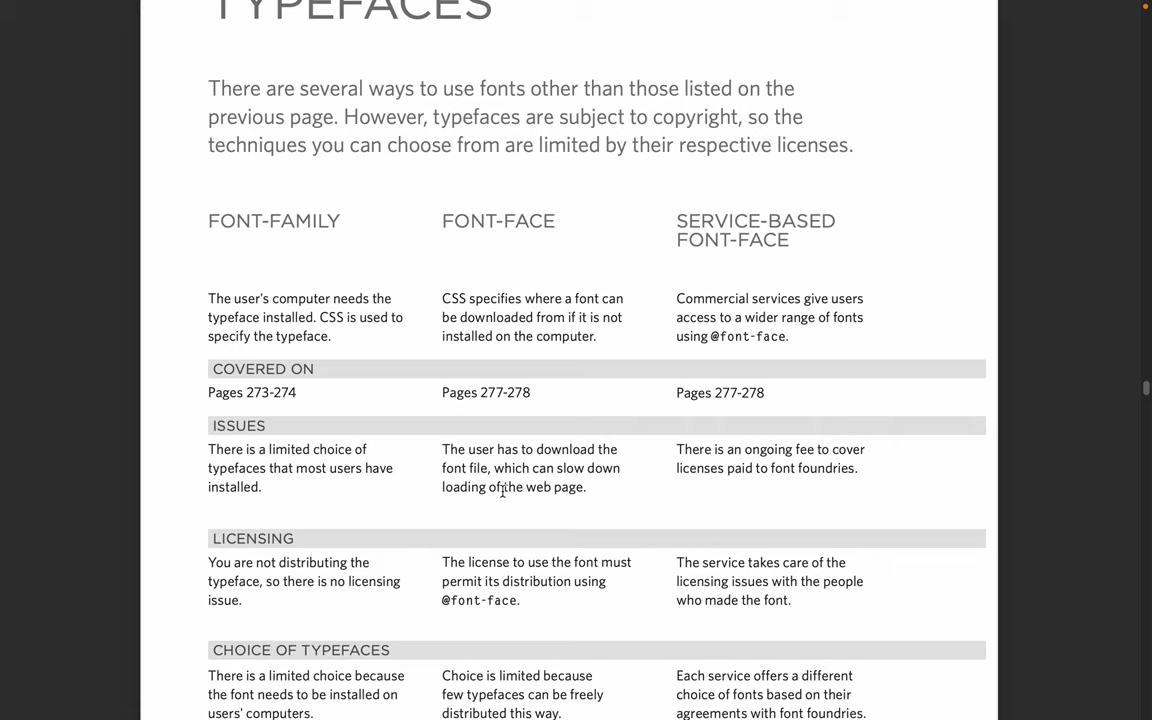 TYPEFACES
There are several ways to use fonts other than those listed on the
previous page. However, typefaces are subject to copyright, so the
techniques you can choose from are limited by their respective licenses.
FONT-FAMILY
The user's computer needs the
typeface installed. CSS is used to
specify the typeface.
FONT-FACE
CSS specifies where a font can
be downloaded from if it is not
installed on the computer.
SERVICE-BASED
FONT-FACE
Commercial services give users
access to a wider range of fonts
using @font-face.
COVERED ON
Pages 273-274
Pages 277-278
Pages 277-278
ISSUES
There is a limited choice of
typefaces that most users have
installed.
The user has to download the
font file, which can slow down
loading of the web page.
There is an ongoing fee to cover
licenses paid to font foundries.
LICENSING
You are not distributing the
typeface, so there is no licensing
issue.
The license to use the font must
permit its distribution using
@font-face.
The service takes care of the
licensing issues with the people
who made the font.
CHOICE OF TYPEFACES
There is a limited choice because
the font needs to be installed on
users' computers.
Choice is limited because
few typefaces can be freely
distributed this way.
Each service offers a different
choice of fonts based on their
agreements with font foundries.